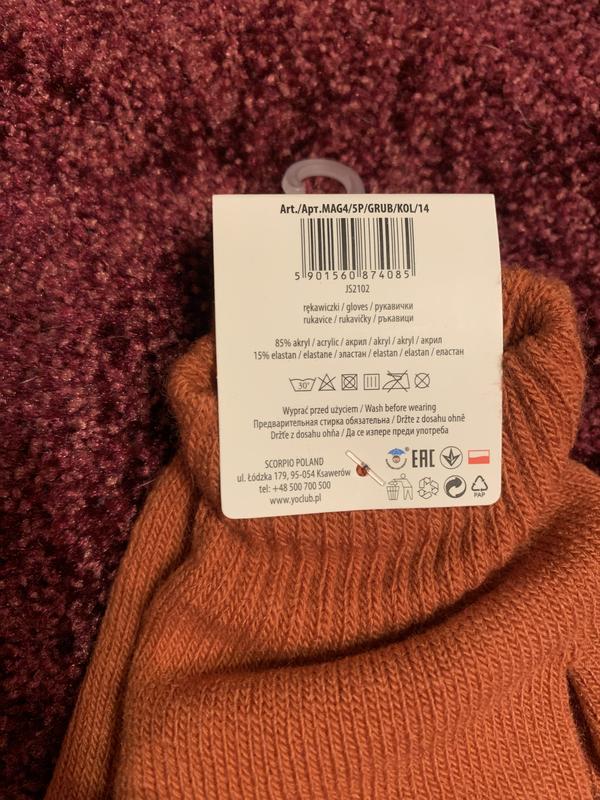 Art./Арт.MAG4/5P/GRUB/KOL/14
5 901560 874085
JS2102
rękawiczki / gloves / рукавички
rukavice / rukavičky / ръкавици
85% akryl / acrylic / акрил / akryl / akryl / акрил
15% elastan / elastane / эластан / elastan / elastan / еластан
30°
Wyprać przed użyciem / Wash before wearing
Предварительная стирка обязательна / Držte z dosahu ohně
Držťe z dosahu ohňa / Да се изпере преди употреба
SCORPIO POLAND
ul. Łódzka 179, 95-054 Ksawerów
tel: +48 500 700 500
www.yoclub.pl
EAC
PAP